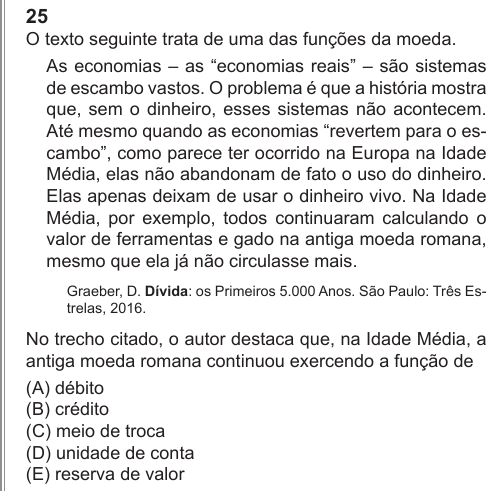 25
O texto seguinte trata de uma das funções da moeda.
As economias – as “economias reais” – são sistemas
de escambo vastos. O problema é que a história mostra
que, sem o dinheiro, esses sistemas não acontecem.
Até mesmo quando as economias “revertem para o es-
cambo”, como parece ter ocorrido na Europa na Idade
Média, elas não abandonam de fato o uso do dinheiro.
Elas apenas deixam de usar o dinheiro vivo. Na Idade
Média, por exemplo, todos continuaram calculando o
valor de ferramentas e gado na antiga moeda romana,
mesmo que ela já não circulasse mais.
Graeber, D. Dívida: os Primeiros 5.000 Anos. São Paulo: Três Es-
trelas, 2016.
No trecho citado, o autor destaca que, na Idade Média, a
antiga moeda romana continuou exercendo a função de
(A) débito
(B) crédito
(C) meio de troca
(D) unidade de conta
(E) reserva de valor